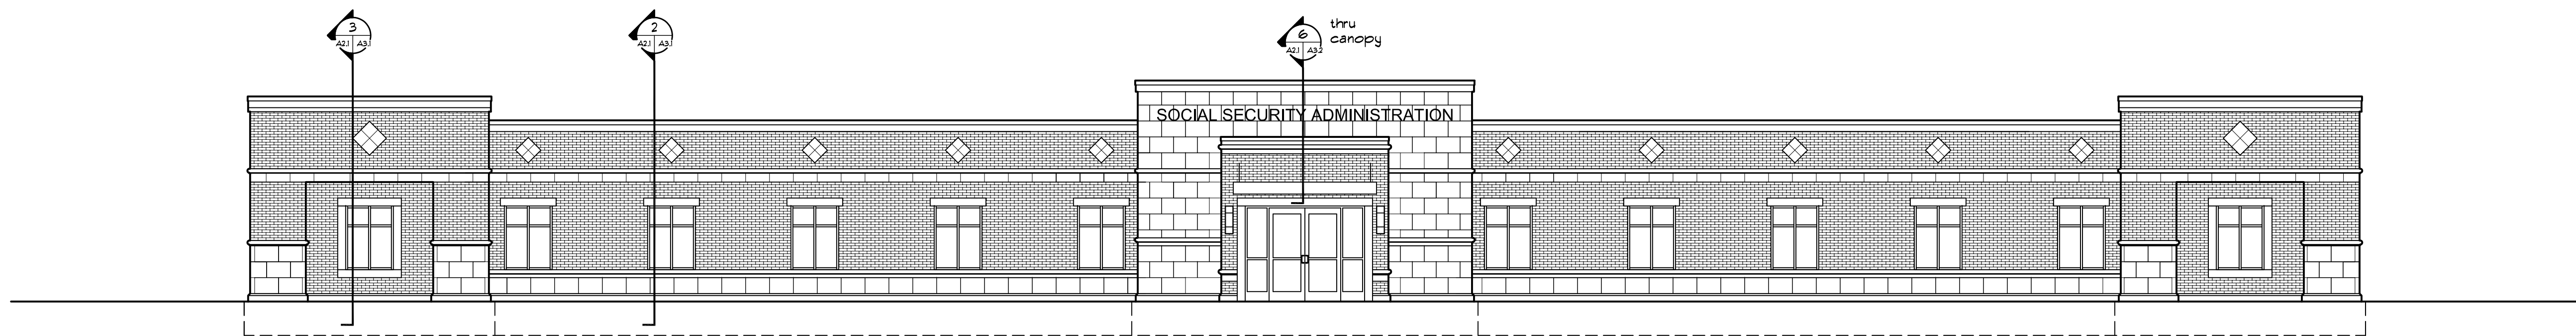 3
A2.1 A3.1
2
A2.1 A3.1
6
A2.1 A3.2
thru
canopy
SOCIAL SECURITY ADMINISTRATION